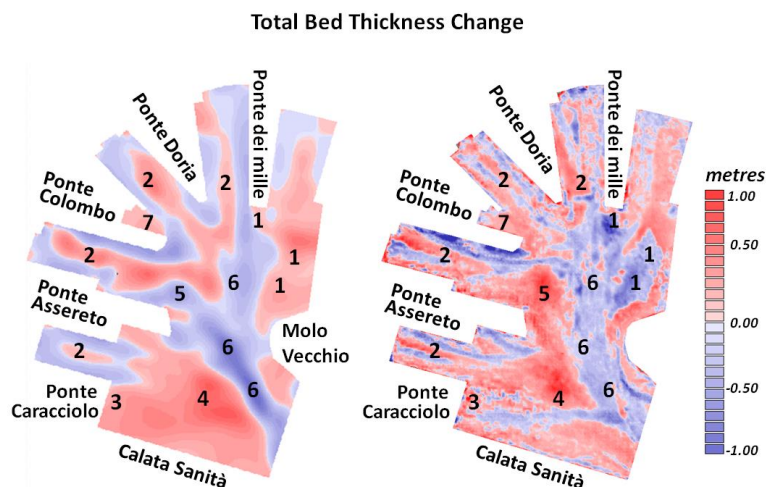 Total Bed Thickness Change
Ponte dei mille
Ponte Doria
Ponte
Colombo
Ponte
Assereto
Ponte
Caracciolo
Calata Sanità
Molo
Vecchio
2
2
7
1
2
1
6
1
5
6
2
6
3
4
Ponte dei mille
Ponte Doria
Ponte
Colombo
Ponte
Assereto
Ponte
Caracciolo
Calata Sanità
2
2
7
1
2
1
6
1
5
6
2
6
3
4
metres
1.00
0.50
0.00
-0.50
-1.00